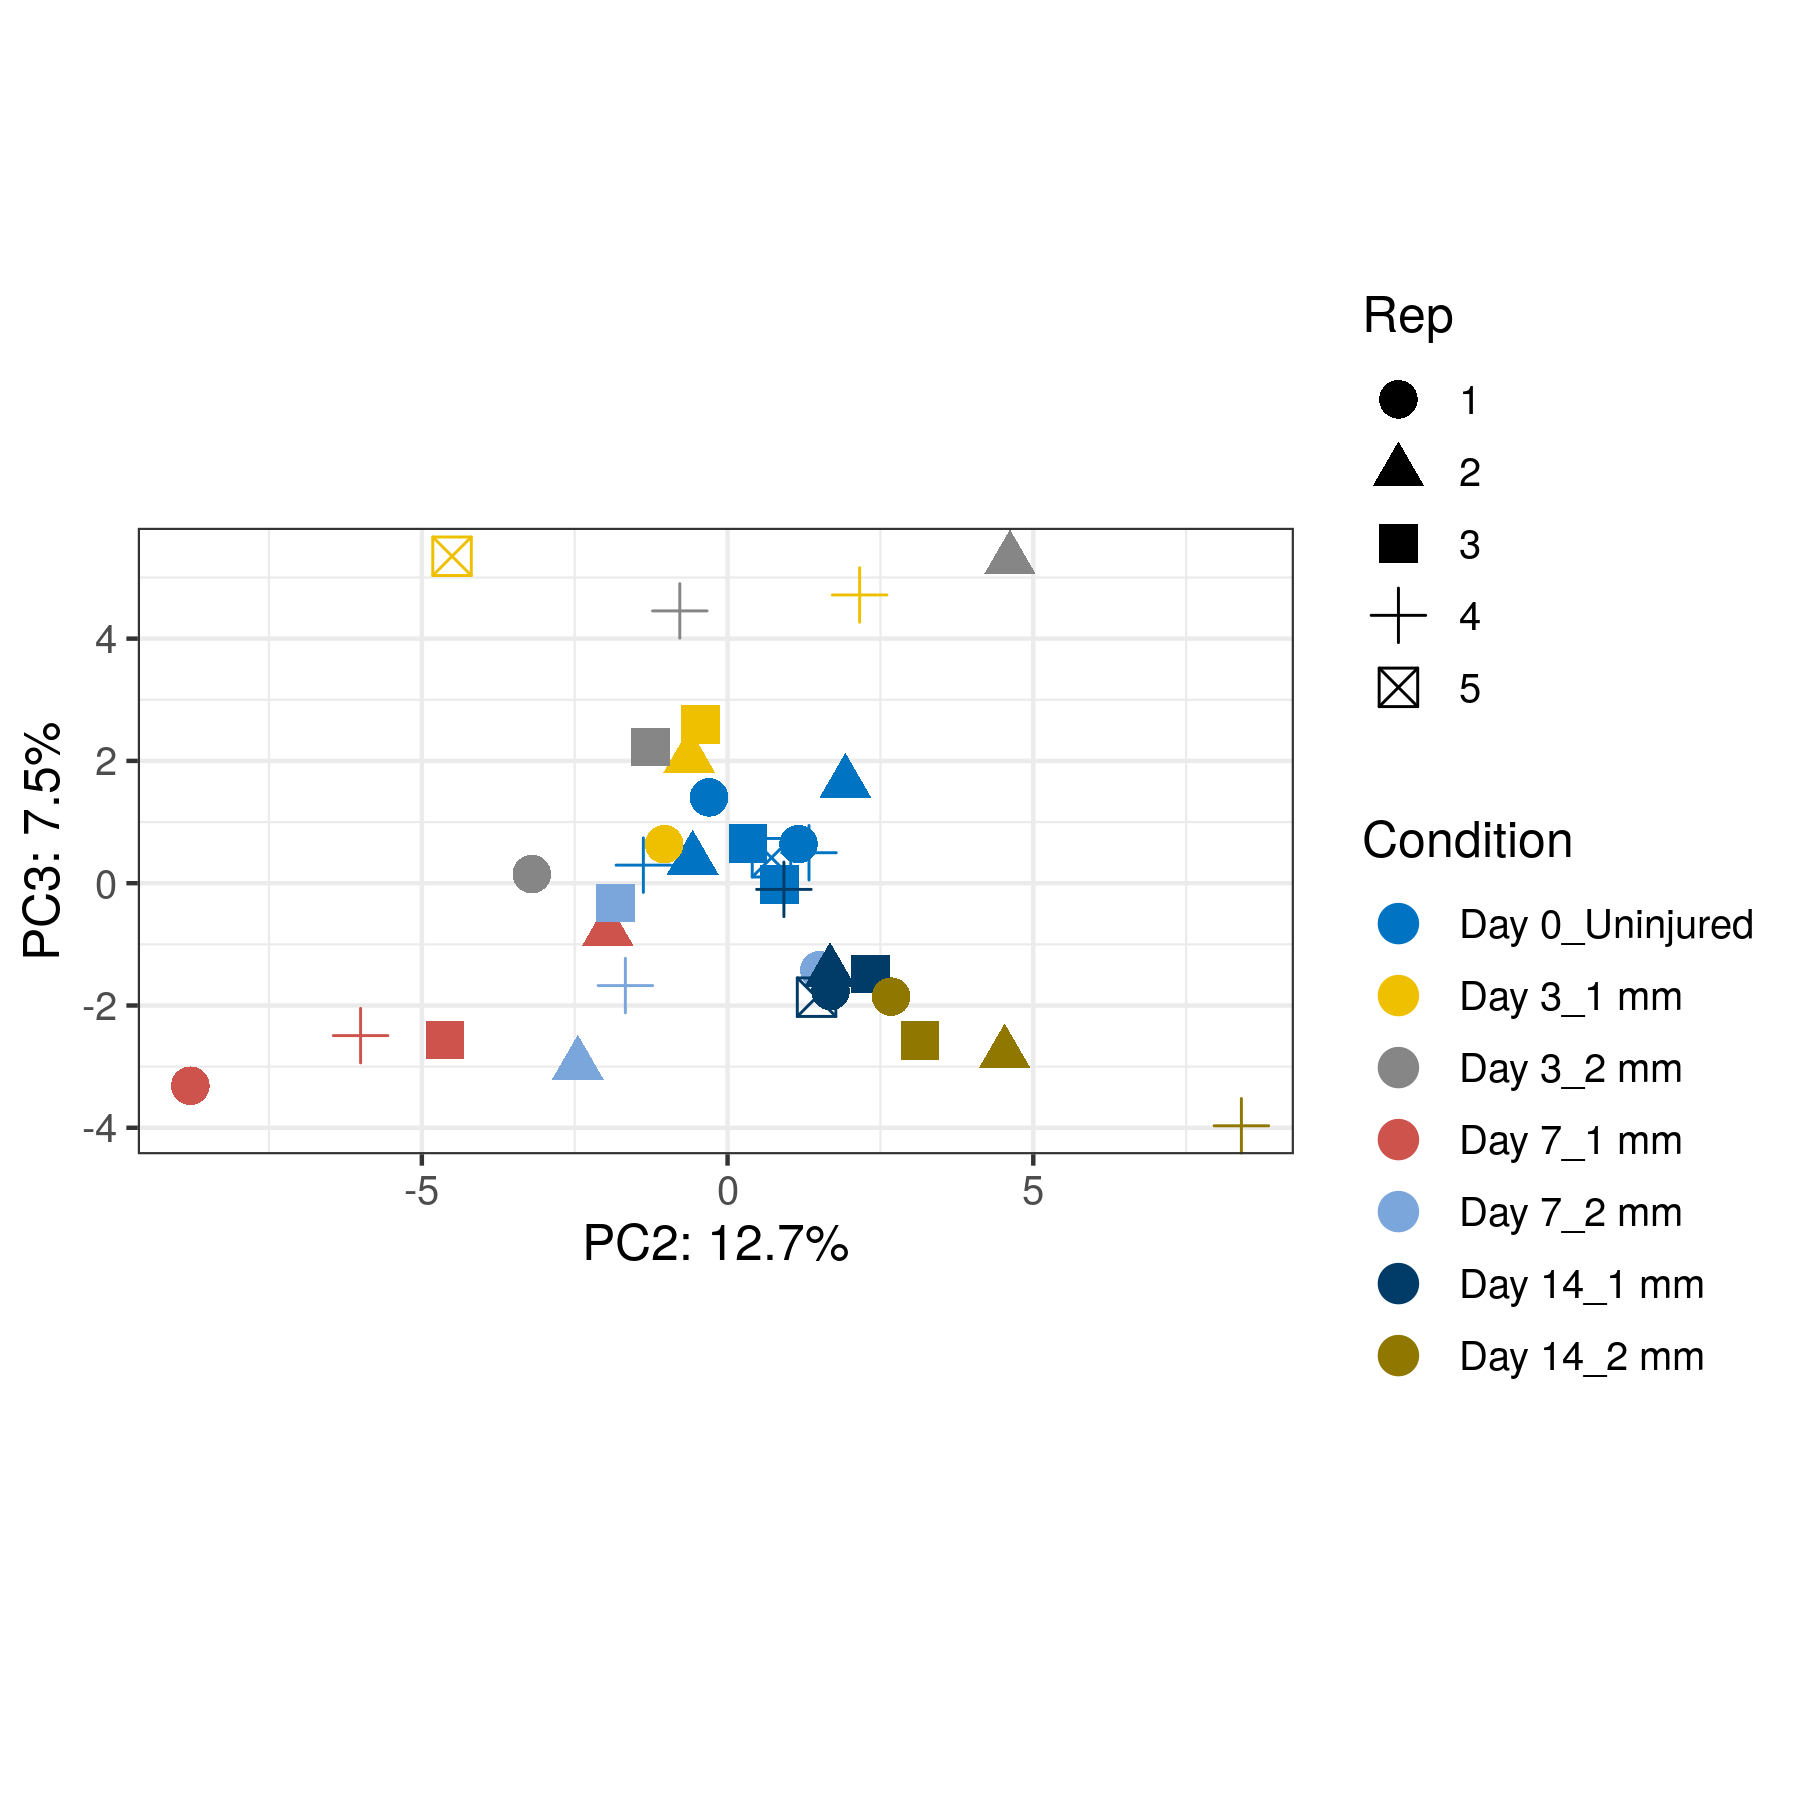 Rep
1
2
3
4
5
Condition
Day 0_Uninjured
Day 3_1 mm
Day 3_2 mm
Day 7_1 mm
Day 7_2 mm
Day 14_1 mm
Day 14_2 mm
PC3: 7.5%
4
2
0
-2
-4
-5
0
5
PC2: 12.7%